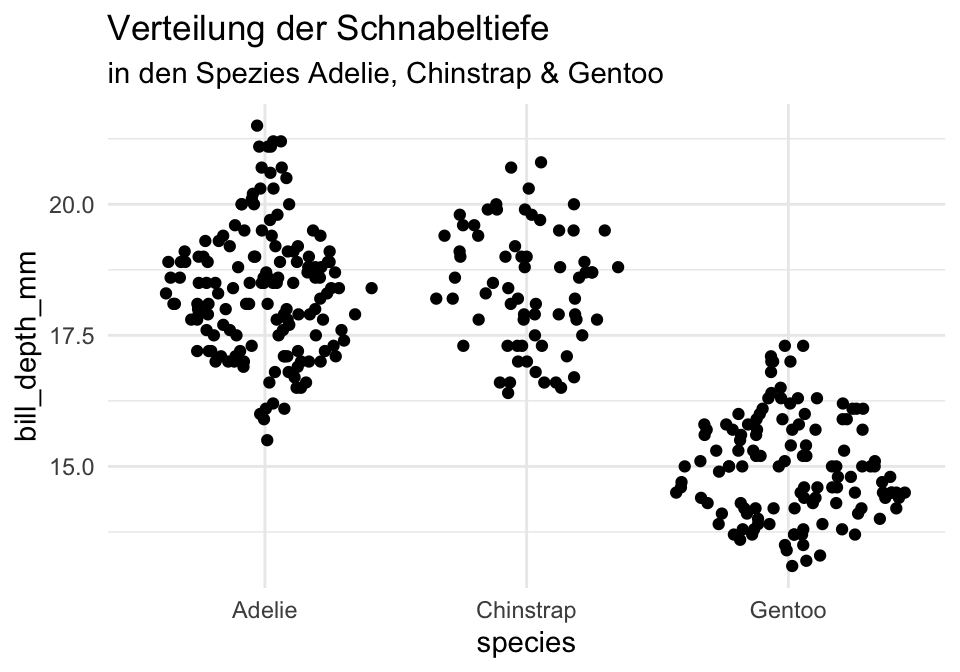 Verteilung der Schnabeltiefe
in den Spezies Adelie, Chinstrap & Gentoo
20.0
17.5
15.0
bill_depth_mm
Adelie
Chinstrap
Gentoo
species